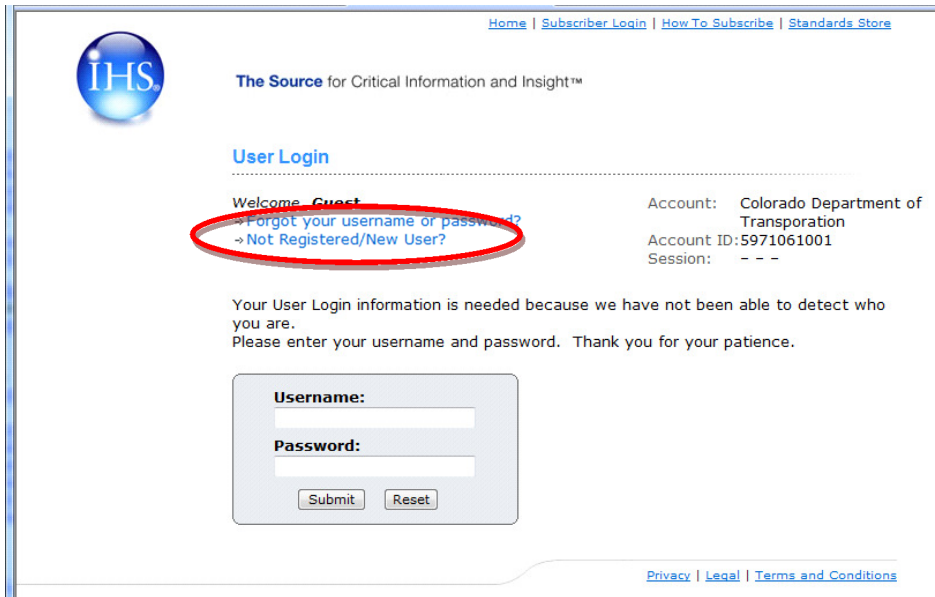 Home | Subscriber Login | How To Subscribe | Standards Store
IHS®
The Source for Critical Information and Insight™
User Login
Welcome, Guest
→Forgot your username or password?
→Not Registered/New User?
Account: Colorado Department of
Transporation
Account ID:5971061001
Session: – – –
Your User Login information is needed because we have not been able to detect who
you are.
Please enter your username and password. Thank you for your patience.
Username:
Password:
Submit Reset
Privacy | Legal | Terms and Conditions